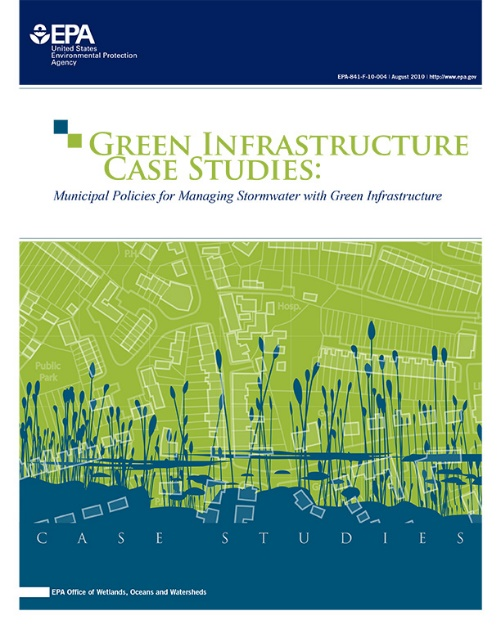 EPA
United States
Environmental Protection
Agency
EPA-841-F-10-004 | August 2010 | http://www.epa.gov
GREEN INFRASTRUCTURE
CASE STUDIES:
Municipal Policies for Managing Stormwater with Green Infrastructure
P.H.
Hosp.
Public
Park
CASE STUDIES
EPA Office of Wetlands, Oceans and Watersheds